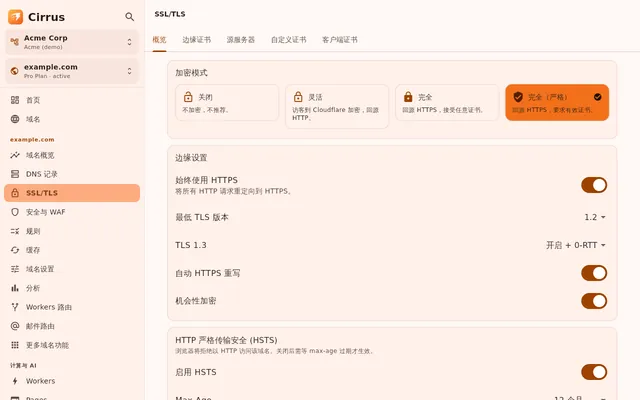 Cirrus
Acme Corp
Acme (demo)
example.com
Pro Plan · active
首页
域名
example.com
域名概览
DNS 记录
SSL/TLS
安全与 WAF
规则
缓存
域名设置
分析
Workers 路由
邮件路由
更多域名功能
计算与 AI
Workers
Pages
SSL/TLS
概览
边缘证书
源服务器
自定义证书
客户端证书
加密模式
关闭
不加密，不推荐。
灵活
访客到 Cloudflare 加密，回源 HTTP。
完全
回源 HTTPS，接受任意证书。
完全（严格）
回源 HTTPS，要求有效证书。
边缘设置
始终使用 HTTPS
将所有 HTTP 请求重定向到 HTTPS。
最低 TLS 版本
1.2
TLS 1.3
开启 + 0-RTT
自动 HTTPS 重写
机会性加密
HTTP 严格传输安全 (HSTS)
浏览器将拒绝以 HTTP 访问该域名。关闭后需等 max-age 过期才生效。
启用 HSTS
Max-Age
12 个月